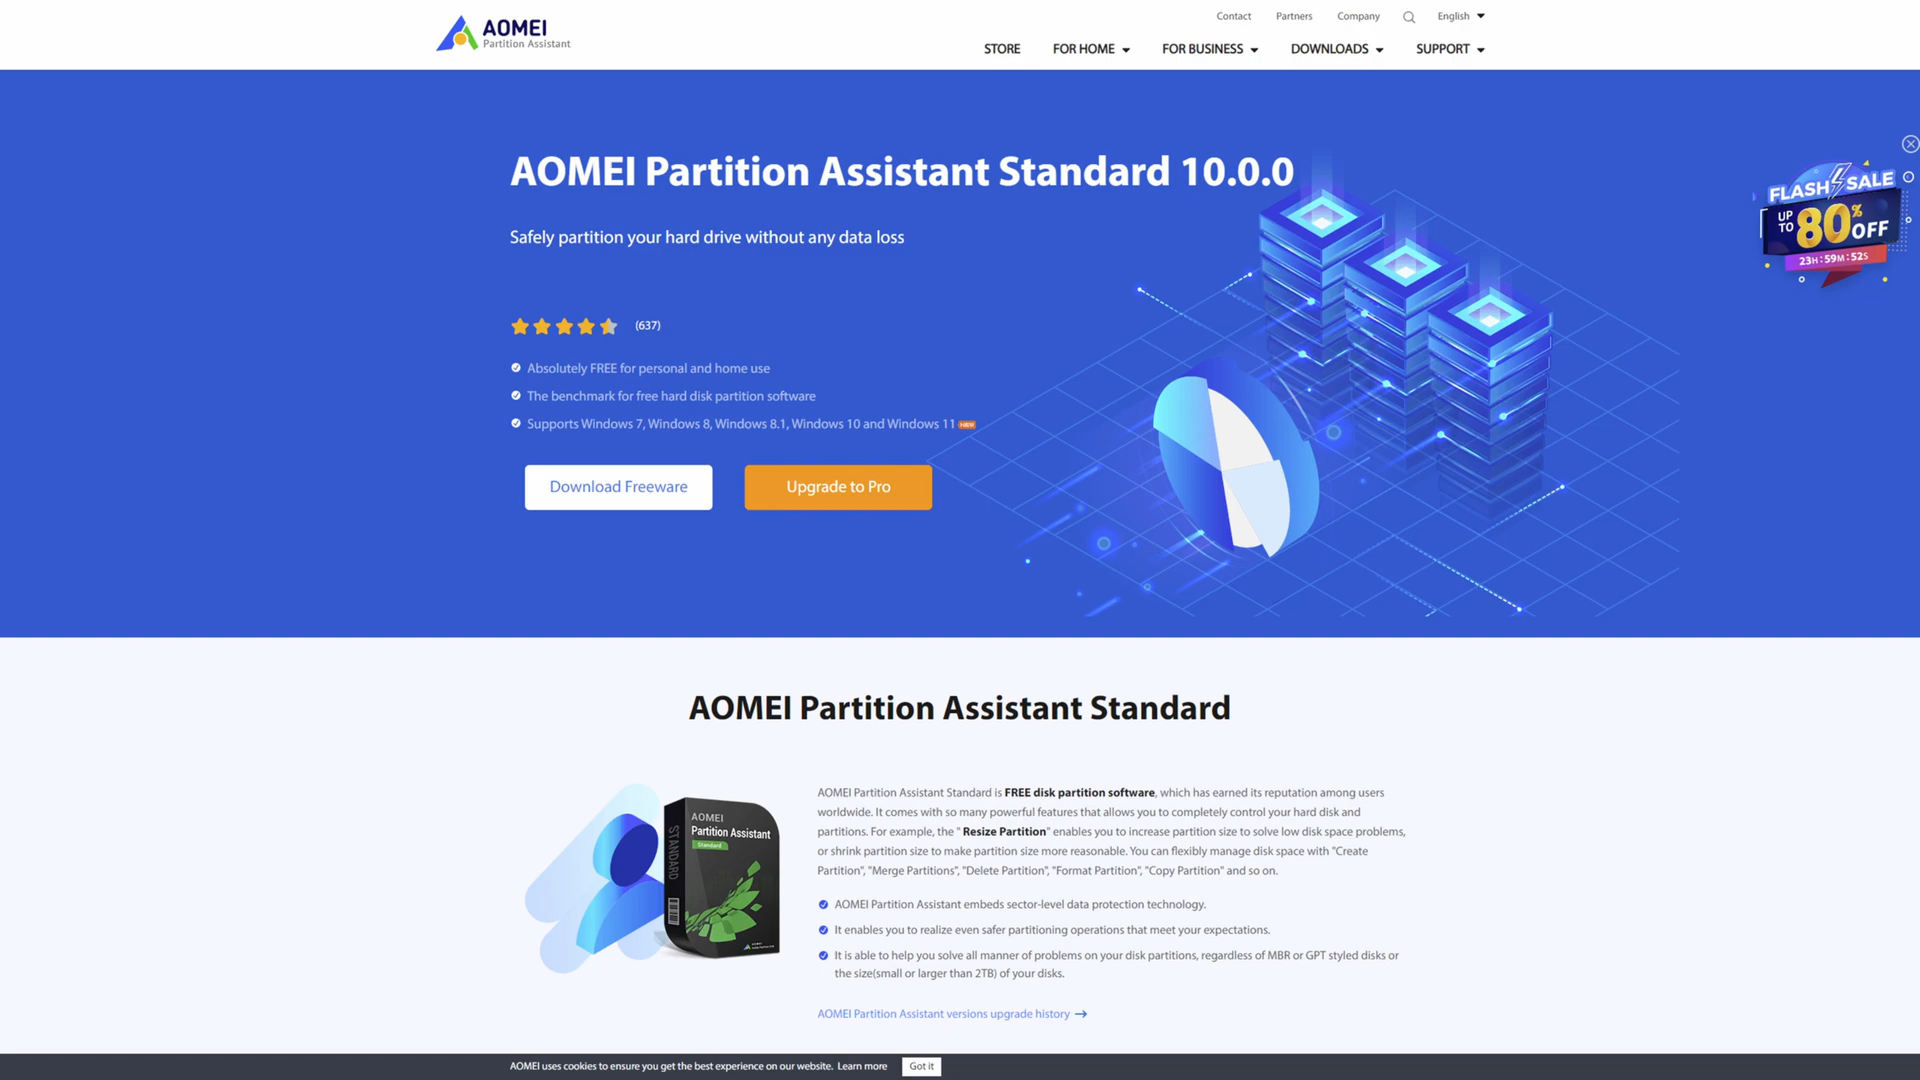 AOMEI
Partition Assistant
Contact Partners Company English
STORE FOR HOME FOR BUSINESS DOWNLOADS SUPPORT
AOMEI Partition Assistant Standard 10.0.0
Safely partition your hard drive without any data loss
FLASH SALE
UP TO 80% OFF
23H : 59M : 52S
(637)
Absolutely FREE for personal and home use
The benchmark for free hard disk partition software
Supports Windows 7, Windows 8, Windows 8.1, Windows 10 and Windows 11 NEW
Download Freeware Upgrade to Pro
AOMEI Partition Assistant Standard
AOMEI
Partition Assistant
Standard
STANDARD
AOMEI Partition Assistant Standard is FREE disk partition software, which has earned its reputation among users
worldwide. It comes with so many powerful features that allows you to completely control your hard disk and
partitions. For example, the " Resize Partition" enables you to increase partition size to solve low disk space problems,
or shrink partition size to make partition size more reasonable. You can flexibly manage disk space with "Create
Partition", "Merge Partitions", "Delete Partition", "Format Partition", "Copy Partition" and so on.
AOMEI Partition Assistant embeds sector-level data protection technology.
It enables you to realize even safer partitioning operations that meet your expectations.
It is able to help you solve all manner of problems on your disk partitions, regardless of MBR or GPT styled disks or
the size(small or larger than 2TB) of your disks.
AOMEI Partition Assistant versions upgrade history →
AOMEI uses cookies to ensure you get the best experience on our website. Learn more Got it